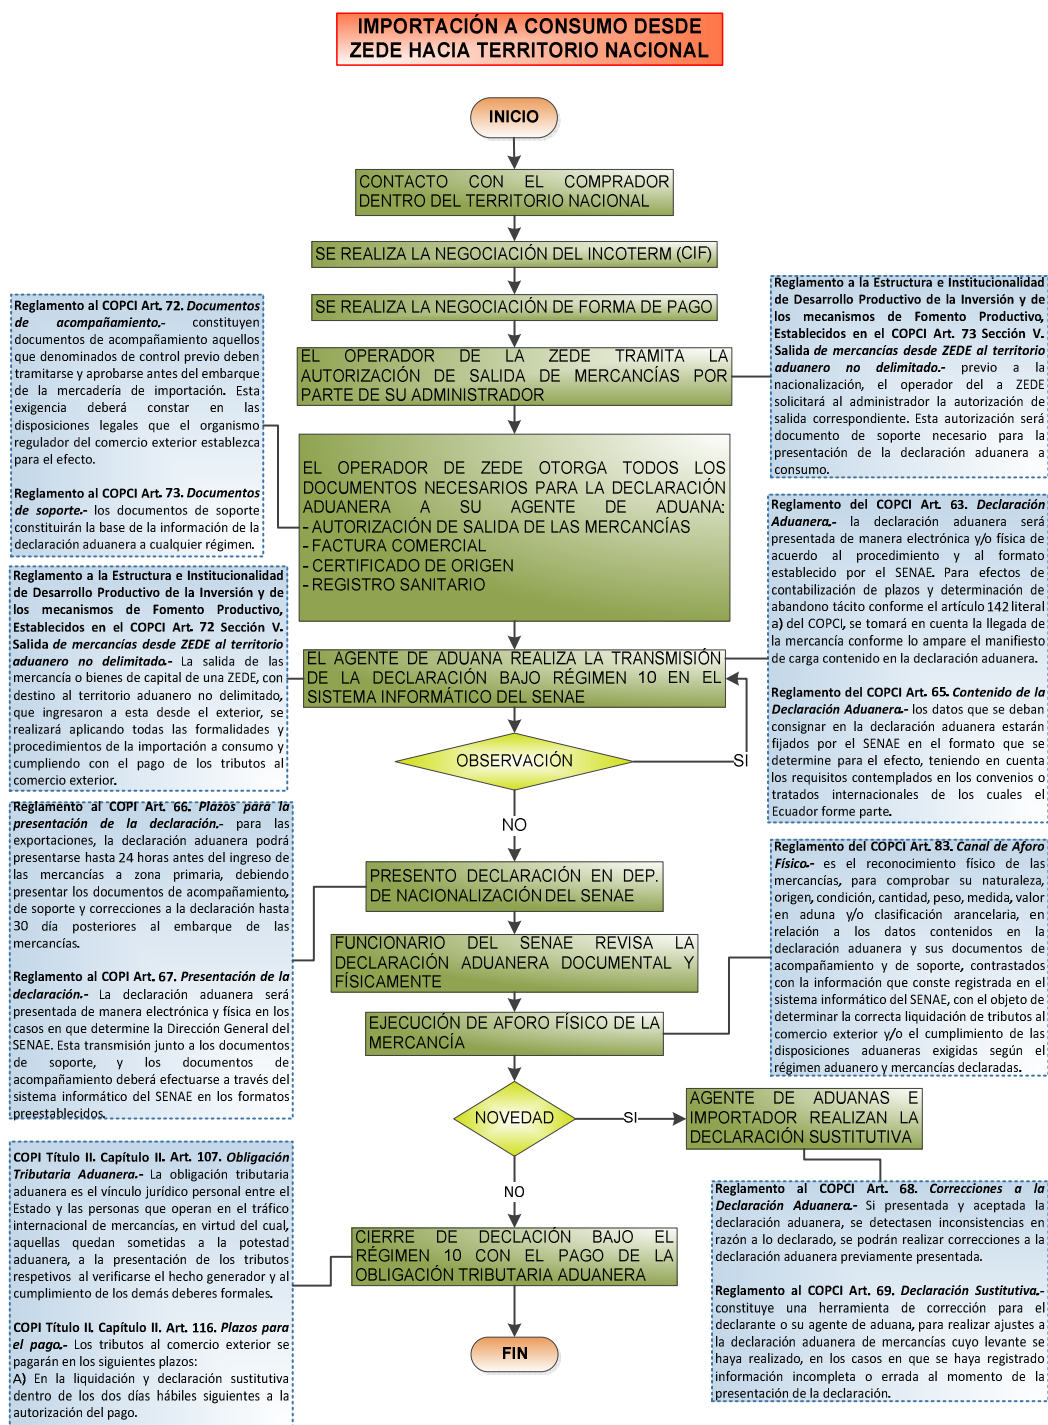 IMPORTACIÓN A CONSUMO DESDE
ZEDE HACIA TERRITORIO NACIONAL
INICIO
CONTACTO CON EL COMPRADOR
DENTRO DEL TERRITORIO NACIONAL
SE REALIZA LA NEGOCIACIÓN DEL INCOTERM (CIF)
SE REALIZA LA NEGOCIACIÓN DE FORMA DE PAGO
EL OPERADOR DE LA ZEDE TRAMITA LA
AUTORIZACIÓN DE SALIDA DE MERCANCÍAS POR
PARTE DE SU ADMINISTRADOR
Reglamento a la Estructura e Institucionalidad
de Desarrollo Productivo de la Inversión y de
los mecanismos de Fomento Productivo,
Establecidos en el COPCI Art. 73 Sección V.
Salida de mercancías desde ZEDE al territorio
aduanero no delimitado.- previo a la
nacionalización, el operador del a ZEDE
solicitará al administrador la autorización de
salida correspondiente. Esta autorización será
documento de soporte necesario para la
presentación de la declaración aduanera a
consumo.
Reglamento al COPCI Art. 72. Documentos
de acompañamiento.- constituyen
documentos de acompañamiento aquellos
que denominados de control previo deben
tramitarse y aprobarse antes del embarque
de la mercadería de importación. Esta
exigencia deberá constar en las
disposiciones legales que el organismo
regulador del comercio exterior establezca
para el efecto.
Reglamento al COPCI Art. 73. Documentos
de soporte.- los documentos de soporte
constituirán la base de la información de la
declaración aduanera a cualquier régimen.
EL OPERADOR DE ZEDE OTORGA TODOS LOS
DOCUMENTOS NECESARIOS PARA LA DECLARACIÓN
ADUANERA A SU AGENTE DE ADUANA:
- AUTORIZACIÓN DE SALIDA DE LAS MERCANCÍAS
- FACTURA COMERCIAL
- CERTIFICADO DE ORIGEN
- REGISTRO SANITARIO
Reglamento del COPCI Art. 63. Declaración
Aduanera.- la declaración aduanera será
presentada de manera electrónica y/o física de
acuerdo al procedimiento y al formato
establecido por el SENAE. Para efectos de
contabilización de plazos y determinación de
abandono tácito conforme el artículo 142 literal
a) del COPCI, se tomará en cuenta la llegada de
la mercancía conforme lo ampare el manifiesto
de carga contenido en la declaración aduanera.
Reglamento del COPCI Art. 65. Contenido de la
Declaración Aduanera.- los datos que se deban
consignar en la declaración aduanera estarán
fijados por el SENAE en el formato que se
determine para el efecto, teniendo en cuenta
los requisitos contemplados en los convenios o
tratados internacionales de los cuales el
Ecuador forme parte.
Reglamento a la Estructura e Institucionalidad
de Desarrollo Productivo de la Inversión y de
los mecanismos de Fomento Productivo,
Establecidos en el COPCI Art. 72 Sección V.
Salida de mercancías desde ZEDE al territorio
aduanero no delimitado.- La salida de las
mercancía o bienes de capital de una ZEDE, con
destino al territorio aduanero no delimitado,
que ingresaron a esta desde el exterior, se
realizará aplicando todas las formalidades y
procedimientos de la importación a consumo y
cumpliendo con el pago de los tributos al
comercio exterior.
EL AGENTE DE ADUANA REALIZA LA TRANSMISIÓN
DE LA DECLARACIÓN BAJO RÉGIMEN 10 EN EL
SISTEMA INFORMÁTICO DEL SENAE
OBSERVACIÓN
SI
NO
Reglamento al COPI Art. 66. Plazos para la
presentación de la declaración.- para las
exportaciones, la declaración aduanera podrá
presentarse hasta 24 horas antes del ingreso de
las mercancías a zona primaria, debiendo
presentar los documentos de acompañamiento,
de soporte y correcciones a la declaración hasta
30 día posteriores al embarque de las
mercancías.
Reglamento al COPI Art. 67. Presentación de la
declaración.- La declaración aduanera será
presentada de manera electrónica y física en los
casos en que determine la Dirección General del
SENAE. Esta transmisión junto a los documentos
de soporte, y los documentos de
acompañamiento deberá efectuarse a través del
sistema informático del SENAE en los formatos
preestablecidos.
PRESENTO DECLARACIÓN EN DEP.
DE NACIONALIZACIÓN DEL SENAE
FUNCIONARIO DEL SENAE REVISA LA
DECLARACIÓN ADUANERA DOCUMENTAL Y
FÍSICAMENTE
EJECUCIÓN DE AFORO FÍSICO DE LA
MERCANCÍA
Reglamento del COPCI Art. 83. Canal de Aforo
Físico.- es el reconocimiento físico de las
mercancías, para comprobar su naturaleza,
origen, condición, cantidad, peso, medida, valor
en aduna y/o clasificación arancelaria, en
relación a los datos contenidos en la
declaración aduanera y sus documentos de
acompañamiento y de soporte, contrastados
con la información que conste registrada en el
sistema informático del SENAE, con el objeto de
determinar la correcta liquidación de tributos al
comercio exterior y/o el cumplimiento de las
disposiciones aduaneras exigidas según el
régimen aduanero y mercancías declaradas.
NOVEDAD
SI
AGENTE DE ADUANAS E
IMPORTADOR REALIZAN LA
DECLARACIÓN SUSTITUTIVA
NO
COPI Título II. Capítulo II. Art. 107. Obligación
Tributaria Aduanera.- La obligación tributaria
aduanera es el vínculo jurídico personal entre el
Estado y las personas que operan en el tráfico
internacional de mercancías, en virtud del cual,
aquellas quedan sometidas a la potestad
aduanera, a la presentación de los tributos
respetivos al verificarse el hecho generador y al
cumplimiento de los demás deberes formales.
COPI Título II. Capítulo II. Art. 116. Plazos para
el pago.- Los tributos al comercio exterior se
pagarán en los siguientes plazos:
A) En la liquidación y declaración sustitutiva
dentro de los dos días hábiles siguientes a la
autorización del pago.
CIERRE DE DECLACIÓN BAJO EL
RÉGIMEN 10 CON EL PAGO DE LA
OBLIGACIÓN TRIBUTARIA ADUANERA
Reglamento al COPCI Art. 68. Correcciones a la
Declaración Aduanera.- Si presentada y aceptada la
declaración aduanera, se detectasen inconsistencias en
razón a lo declarado, se podrán realizar correcciones a la
declaración aduanera previamente presentada.
Reglamento al COPCI Art. 69. Declaración Sustitutiva.-
constituye una herramienta de corrección para el
declarante o su agente de aduana, para realizar ajustes a
la declaración aduanera de mercancías cuyo levante se
haya realizado, en los casos en que se haya registrado
información incompleta o errada al momento de la
presentación de la declaración.
FIN